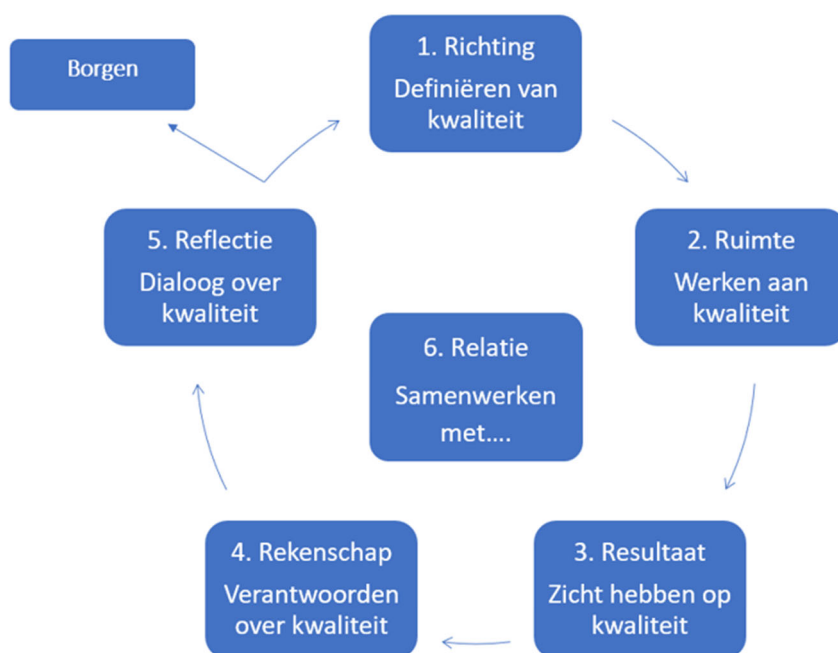 Borgen
1. Richting
Definiëren van
kwaliteit
2. Ruimte
Werken aan
kwaliteit
3. Resultaat
Zicht hebben op
kwaliteit
4. Rekenschap
Verantwoorden
over kwaliteit
5. Reflectie
Dialoog over
kwaliteit
6. Relatie
Samenwerken
met....